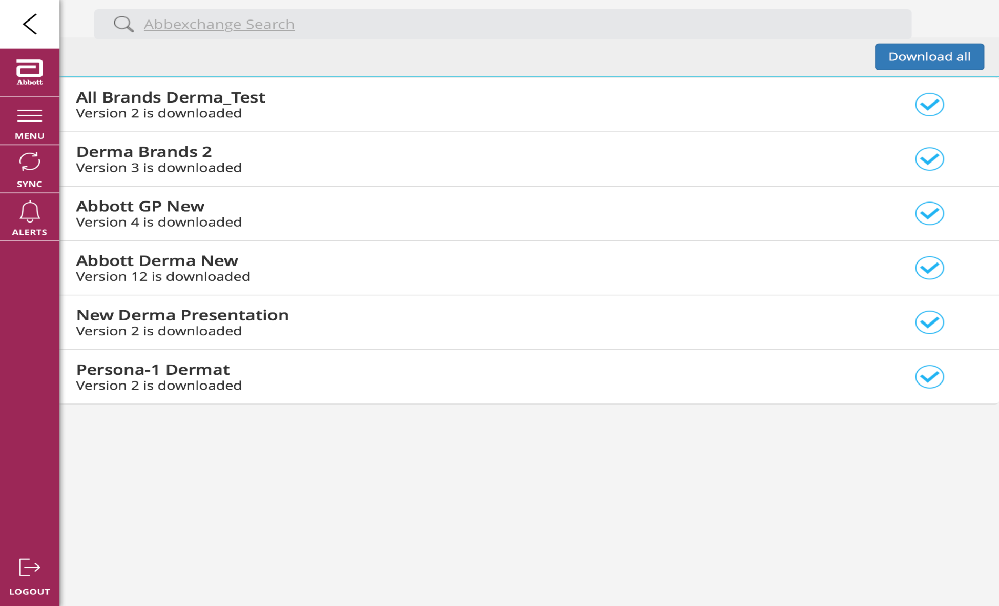 Abbexchange Search
Download all
Abbott
MENU
SYNC
ALERTS
LOGOUT
All Brands Derma_Test
Version 2 is downloaded
Derma Brands 2
Version 3 is downloaded
Abbott GP New
Version 4 is downloaded
Abbott Derma New
Version 12 is downloaded
New Derma Presentation
Version 2 is downloaded
Persona-1 Dermat
Version 2 is downloaded